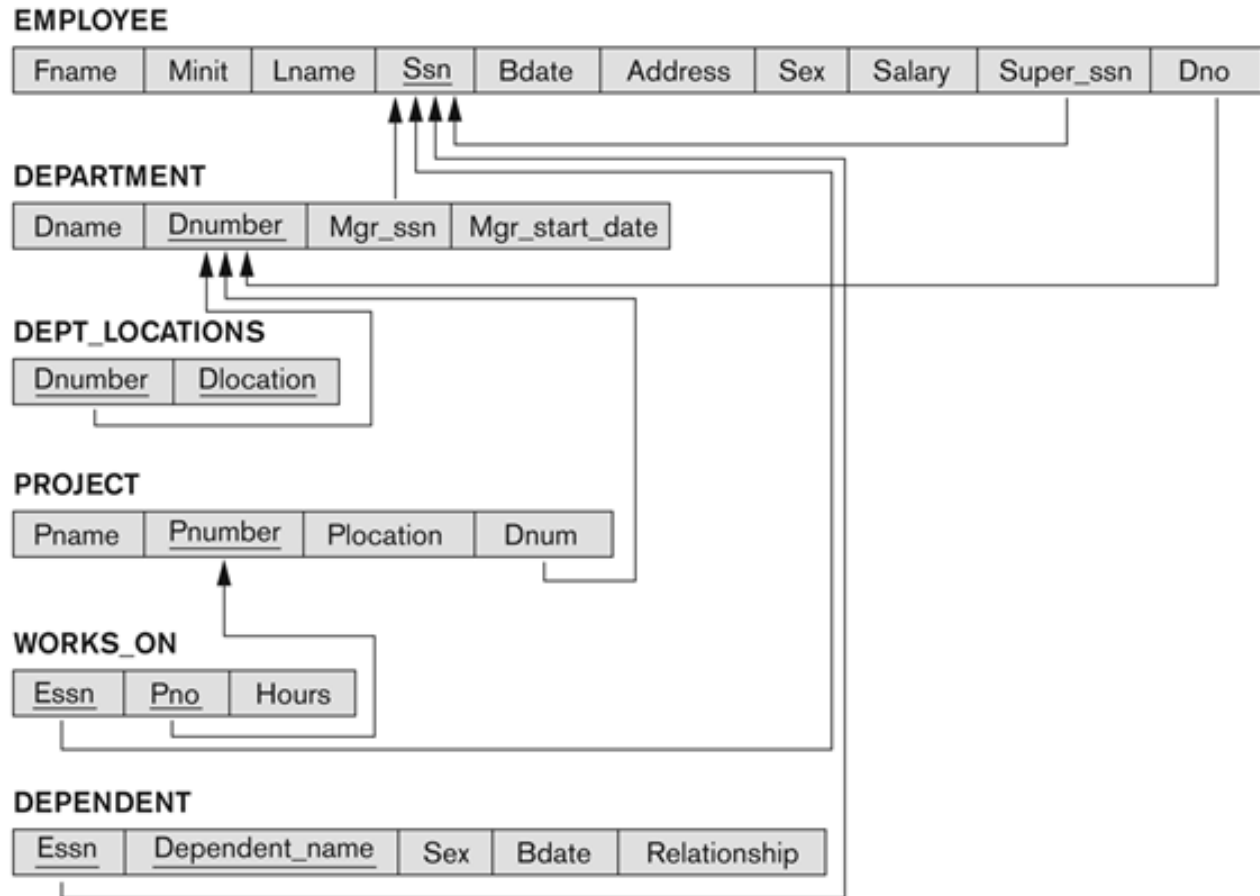 EMPLOYEE
Fname Minit Lname Ssn Bdate Address Sex Salary Super_ssn Dno
DEPARTMENT
Dname Dnumber Mgr_ssn Mgr_start_date
DEPT_LOCATIONS
Dnumber Dlocation
PROJECT
Pname Pnumber Plocation Dnum
WORKS_ON
Essn Pno Hours
DEPENDENT
Essn Dependent_name Sex Bdate Relationship